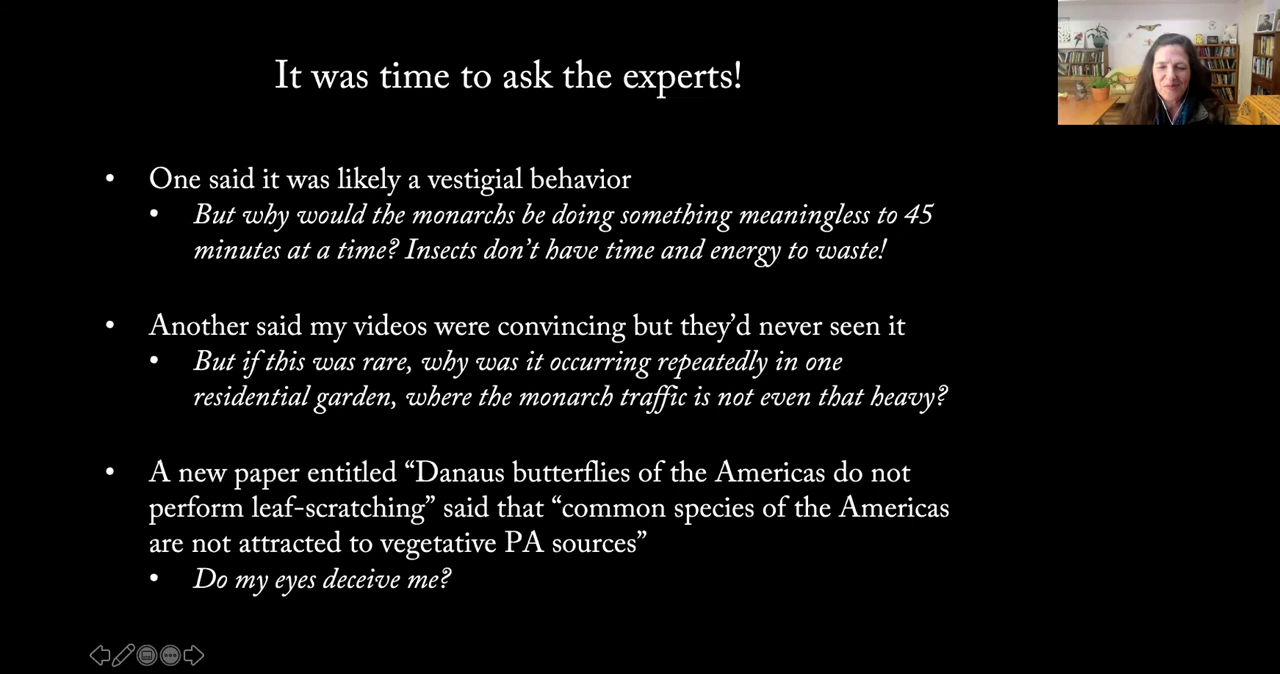 It was time to ask the experts!
• One said it was likely a vestigial behavior
• But why would the monarchs be doing something meaningless to 45
minutes at a time? Insects don’t have time and energy to waste!
• Another said my videos were convincing but they’d never seen it
• But if this was rare, why was it occurring repeatedly in one
residential garden, where the monarch traffic is not even that heavy?
• A new paper entitled “Danaus butterflies of the Americas do not
perform leaf-scratching” said that “common species of the Americas
are not attracted to vegetative PA sources”
• Do my eyes deceive me?